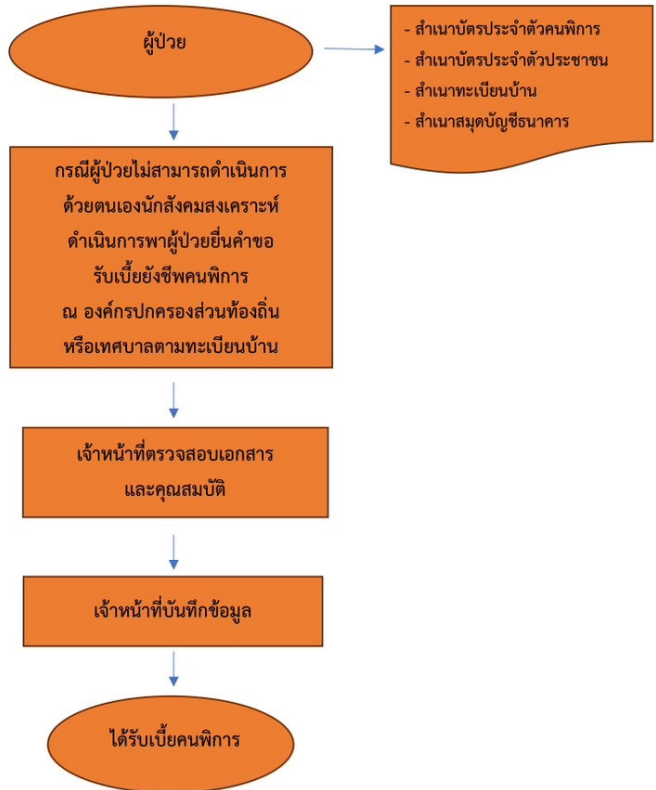 ผู้ป่วย
- สำเนาบัตรประจำตัวคนพิการ
- สำเนาบัตรประจำตัวประชาชน
- สำเนาทะเบียนบ้าน
- สำเนาสมุดบัญชีธนาคาร
กรณีผู้ป่วยไม่สามารถดำเนินการ
ด้วยตนเองนักสังคมสงเคราะห์
ดำเนินการพาผู้ป่วยยื่นคำขอ
รับเบี้ยยังชีพคนพิการ
ณ องค์กรปกครองส่วนท้องถิ่น
หรือเทศบาลตามทะเบียนบ้าน
เจ้าหน้าที่ตรวจสอบเอกสาร
และคุณสมบัติ
เจ้าหน้าที่บันทึกข้อมูล
ได้รับเบี้ยคนพิการ